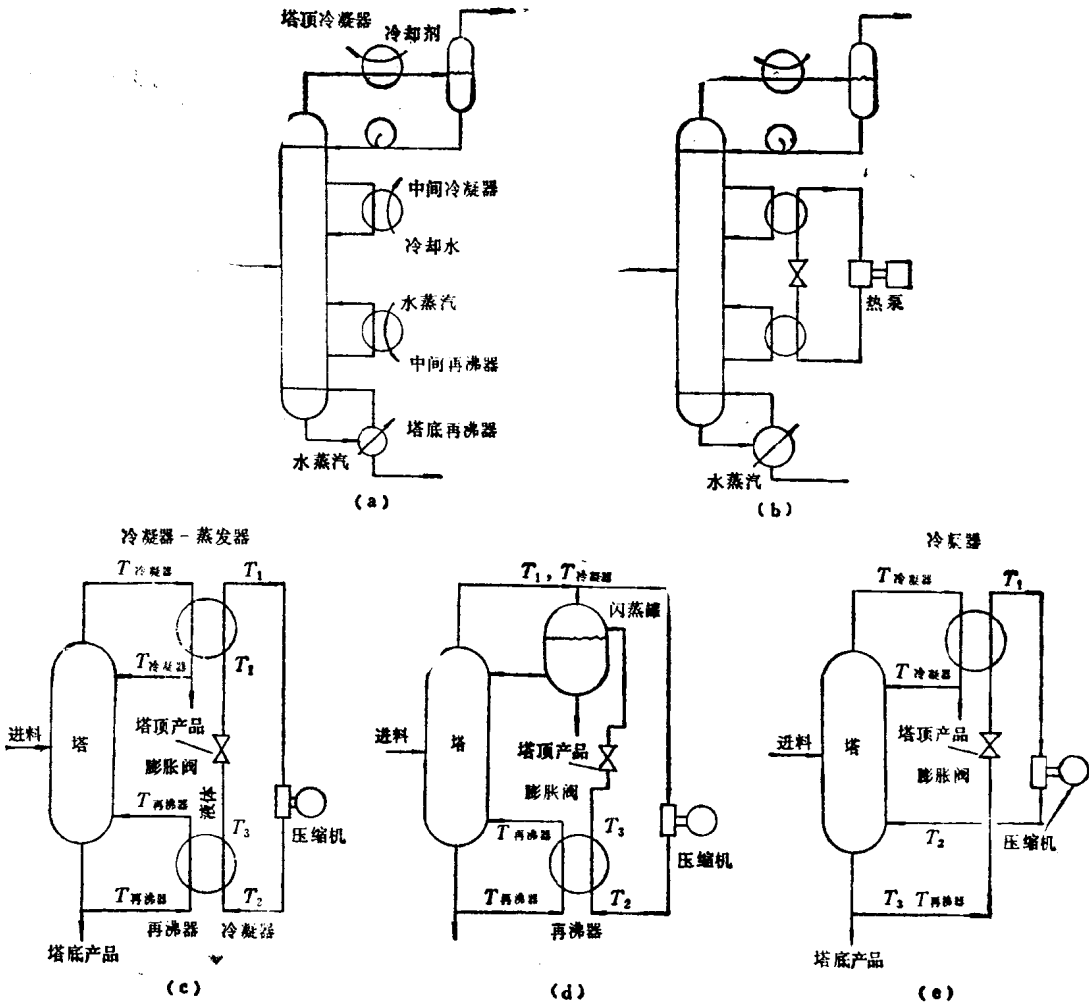 塔顶冷凝器
冷却剂
中间冷凝器
冷却水
水蒸汽
中间再沸器
塔底再沸器
水蒸汽
(a)
热泵
水蒸汽
(b)
冷凝器-蒸发器
T冷凝器
T₁
T冷凝器
T₂
进料
塔
塔顶产品
膨胀阀
液体
T再沸器
T₃
压缩机
T再沸器
T₂
再沸器
冷凝器
塔底产品
(c)
T₁,T冷凝器
闪蒸罐
进料
塔
塔顶产品
膨胀阀
T再沸器
T₃
压缩机
T再沸器
T₂
再沸器
(d)
冷凝器
T冷凝器
T₁
T冷凝器
进料
塔
塔顶产品
膨胀阀
T₂
压缩机
T₃ T再沸器
塔底产品
(e)